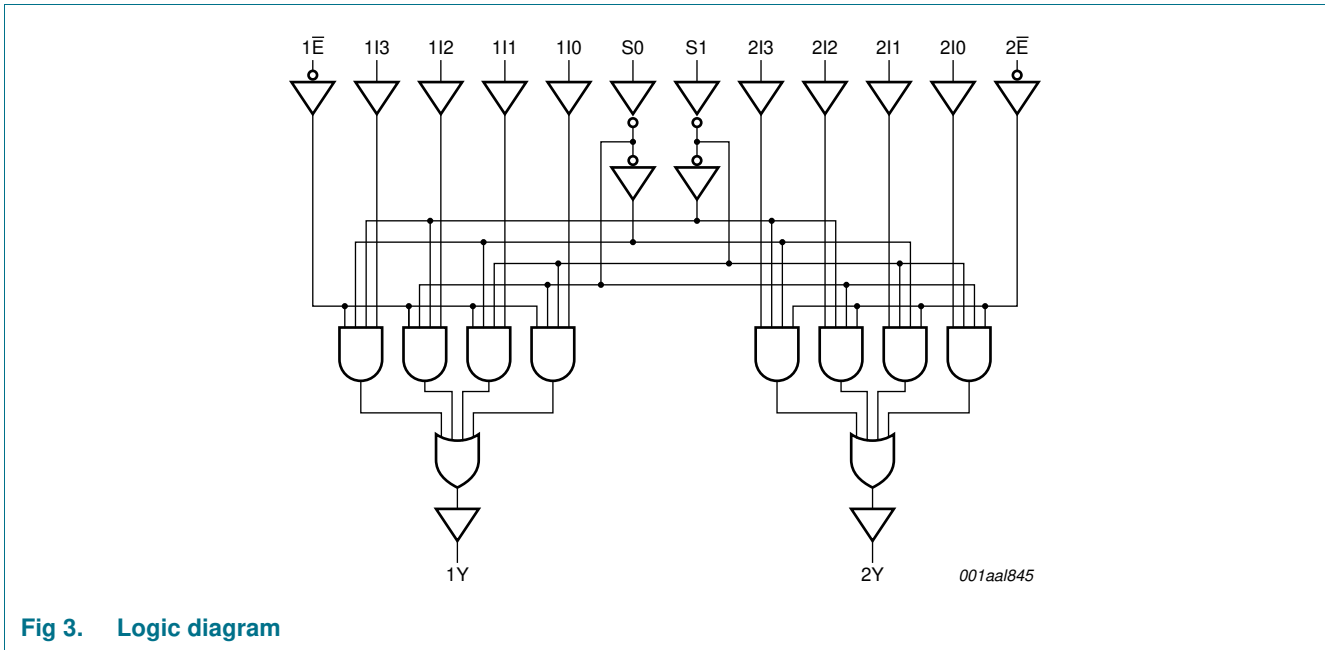 1E̅ 1I3 1I2 1I1 1I0 S0 S1 2I3 2I2 2I1 2I0 2E̅
1Y 2Y 001aal845
Fig 3. Logic diagram